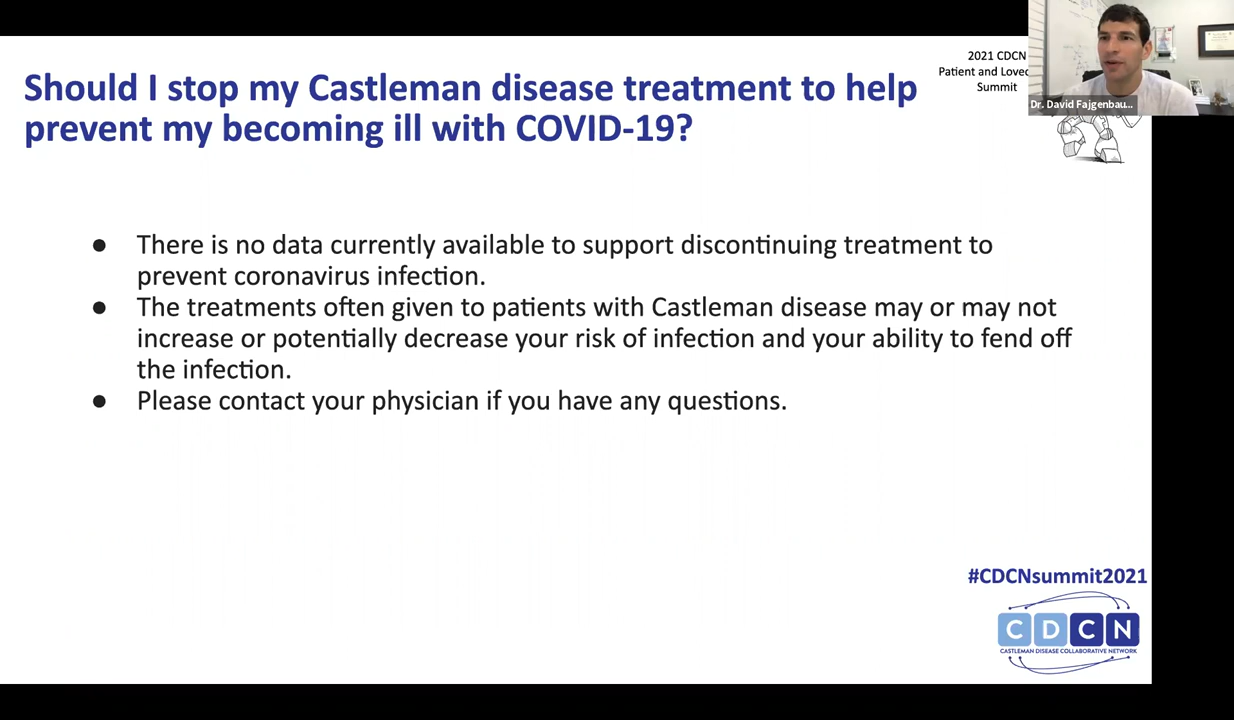 Should I stop my Castleman disease treatment to help
prevent my becoming ill with COVID-19?
2021 CDCN
Patient and
Summit
Dr. David Fajgenbau...
● There is no data currently available to support discontinuing treatment to
prevent coronavirus infection.
● The treatments often given to patients with Castleman disease may or may not
increase or potentially decrease your risk of infection and your ability to fend off
the infection.
● Please contact your physician if you have any questions.
#CDCNsummit2021
CDCN
CASTLEMAN DISEASE COLLABORATIVE NETWORK